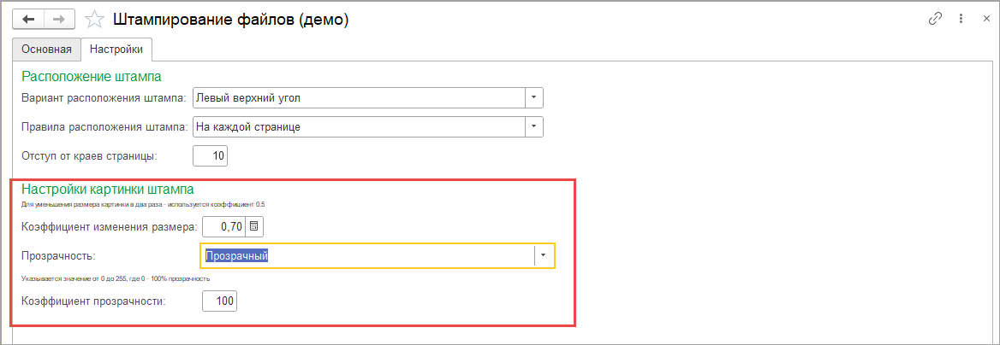 Штампирование файлов (демо)
Основная Настройки
Расположение штампа
Вариант расположения штампа: Левый верхний угол
Правила расположения штампа: На каждой странице
Отступ от краев страницы: 10
Настройки картинки штампа
Для уменьшения размера картинки в два раза - используется коэффициент 0.5
Коэффициент изменения размера: 0,70
Прозрачность: Прозрачный
Указывается значение от 0 до 255, где 0 - 100% прозрачность
Коэффициент прозрачности: 100